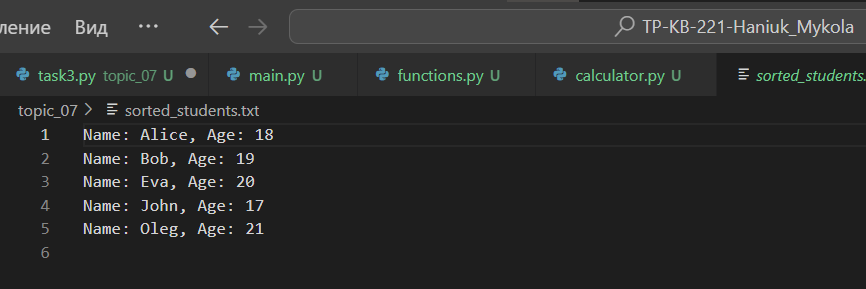 ление Вид ··· ← → TP-KB-221-Haniuk_Mykola
task3.py topic_07 U ● main.py U functions.py U calculator.py U sorted_students.
topic_07 > sorted_students.txt
1 Name: Alice, Age: 18
2 Name: Bob, Age: 19
3 Name: Eva, Age: 20
4 Name: John, Age: 17
5 Name: Oleg, Age: 21
6